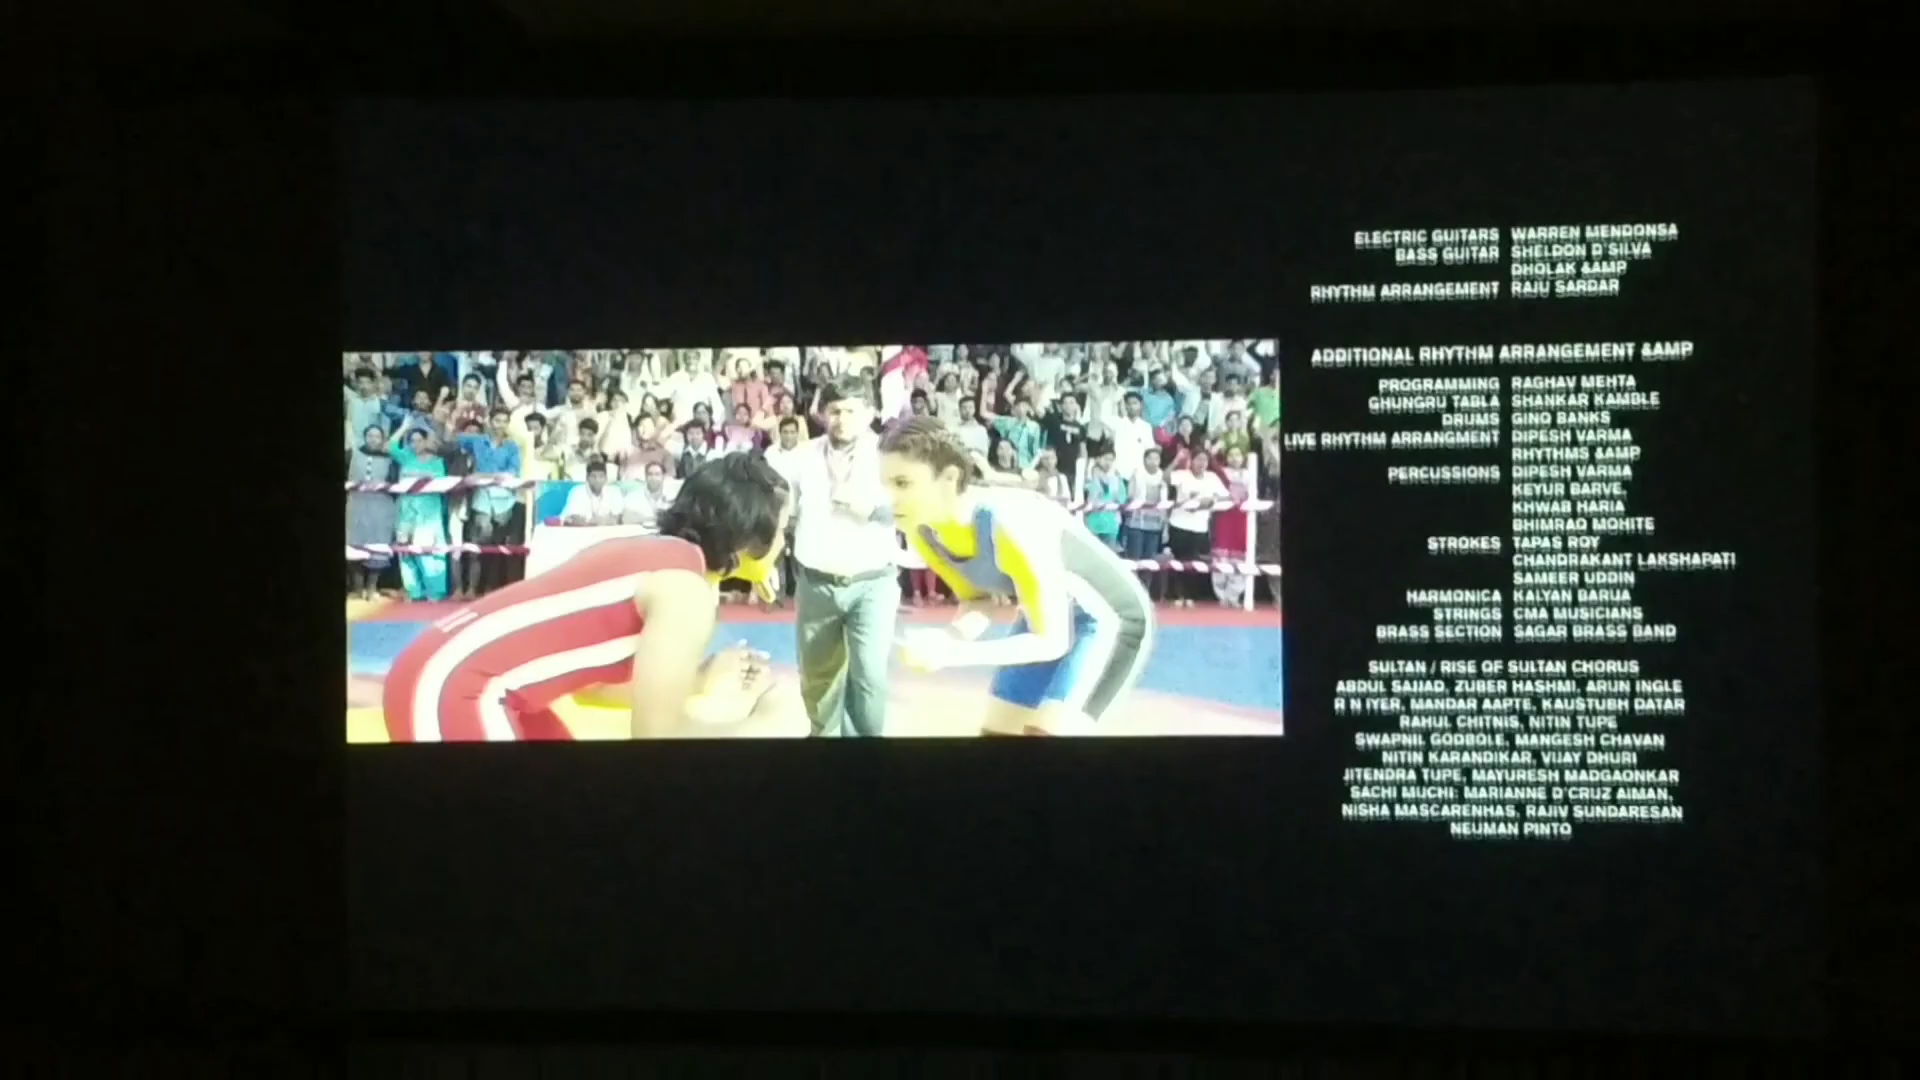 ELECTRIC GUITARS WARREN MENDONSA
BASS GUITAR SHELDON D'SILVA
DHOLAK &AMP
RHYTHM ARRANGEMENT RAJU SARDAR
ADDITIONAL RHYTHM ARRANGEMENT &AMP
PROGRAMMING RAGHAV MEHTA
GHUNGRU TABLA SHANKAR KAMBLE
DRUMS GINO BANKS
LIVE RHYTHM ARRANGMENT DIPESH VARMA
RHYTHMS &AMP
PERCUSSIONS DIPESH VARMA
KEYUR BARVE,
KHWAB HARIA
BHIMRAO MOHITE
STROKES TAPAS ROY
CHANDRAKANT LAKSHAPATI
SAMEER UDDIN
HARMONICA KALYAN BARUA
STRINGS CMA MUSICIANS
BRASS SECTION SAGAR BRASS BAND
SULTAN / RISE OF SULTAN CHORUS
ABDUL SAJJAD, ZUBER HASHMI, ARUN INGLE
R N IYER, MANDAR AAPTE, KAUSTUBH DATAR
RAHUL CHITNIS, NITIN TUPE
SWAPNIL GODBOLE, MANGESH CHAVAN
NITIN KARANDIKAR, VIJAY DHURI
JITENDRA TUPE, MAYURESH MADGAONKAR
SACHI MUCHI: MARIANNE D'CRUZ AIMAN,
NISHA MASCARENHAS, RAJIV SUNDARESAN
NEUMAN PINTO